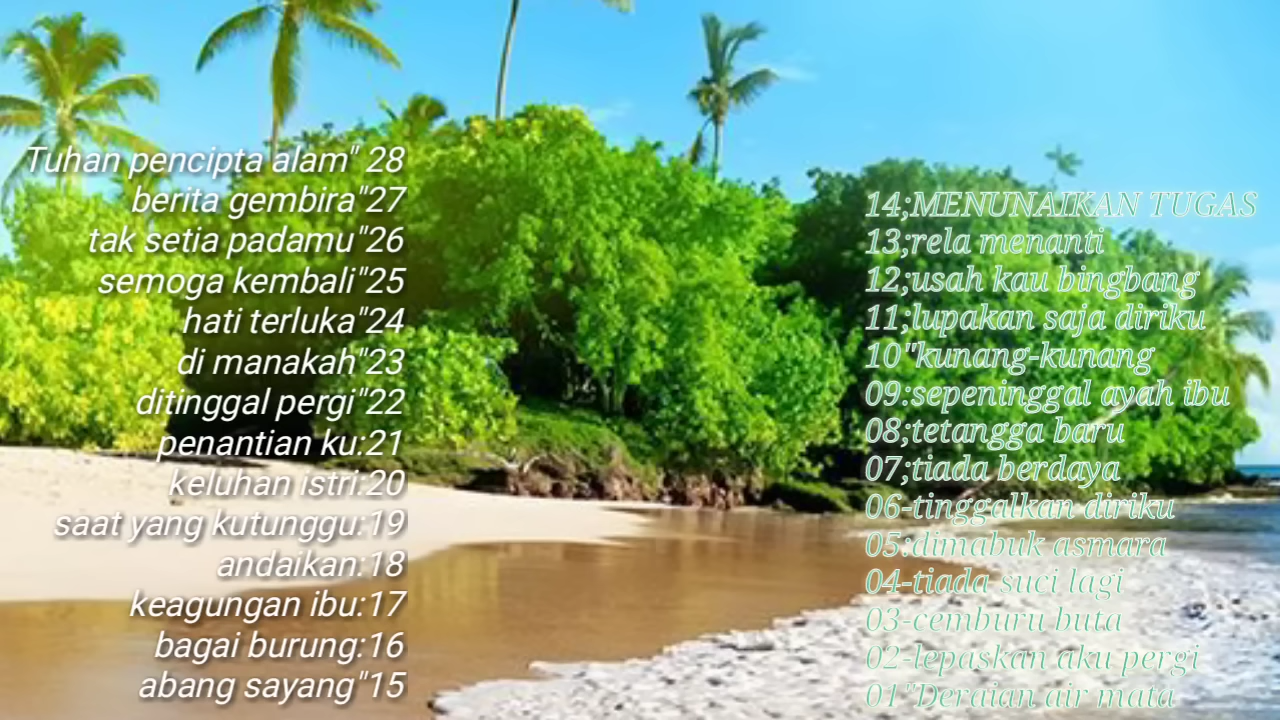 Tuhan pencipta alam" 28
berita gembira"27
tak setia padamu"26
semoga kembali"25
hati terluka"24
di manakah"23
ditinggal pergi"22
penantian ku:21
keluhan istri:20
saat yang kutunggu:19
andaikan:18
keagungan ibu:17
bagai burung:16
abang sayang"15
14;MENUNAIKAN TUGAS
13;rela menanti
12;usah kau bingbang
11;lupakan saja diriku
10"kunang-kunang
09:sepeninggal ayah ibu
08;tetangga baru
07;tiada berdaya
06-tinggalkan diriku
05:dimabuk asmara
04-tiada suci lagi
03-cemburu buta
02-lepaskan aku pergi
01"Deraian air mata